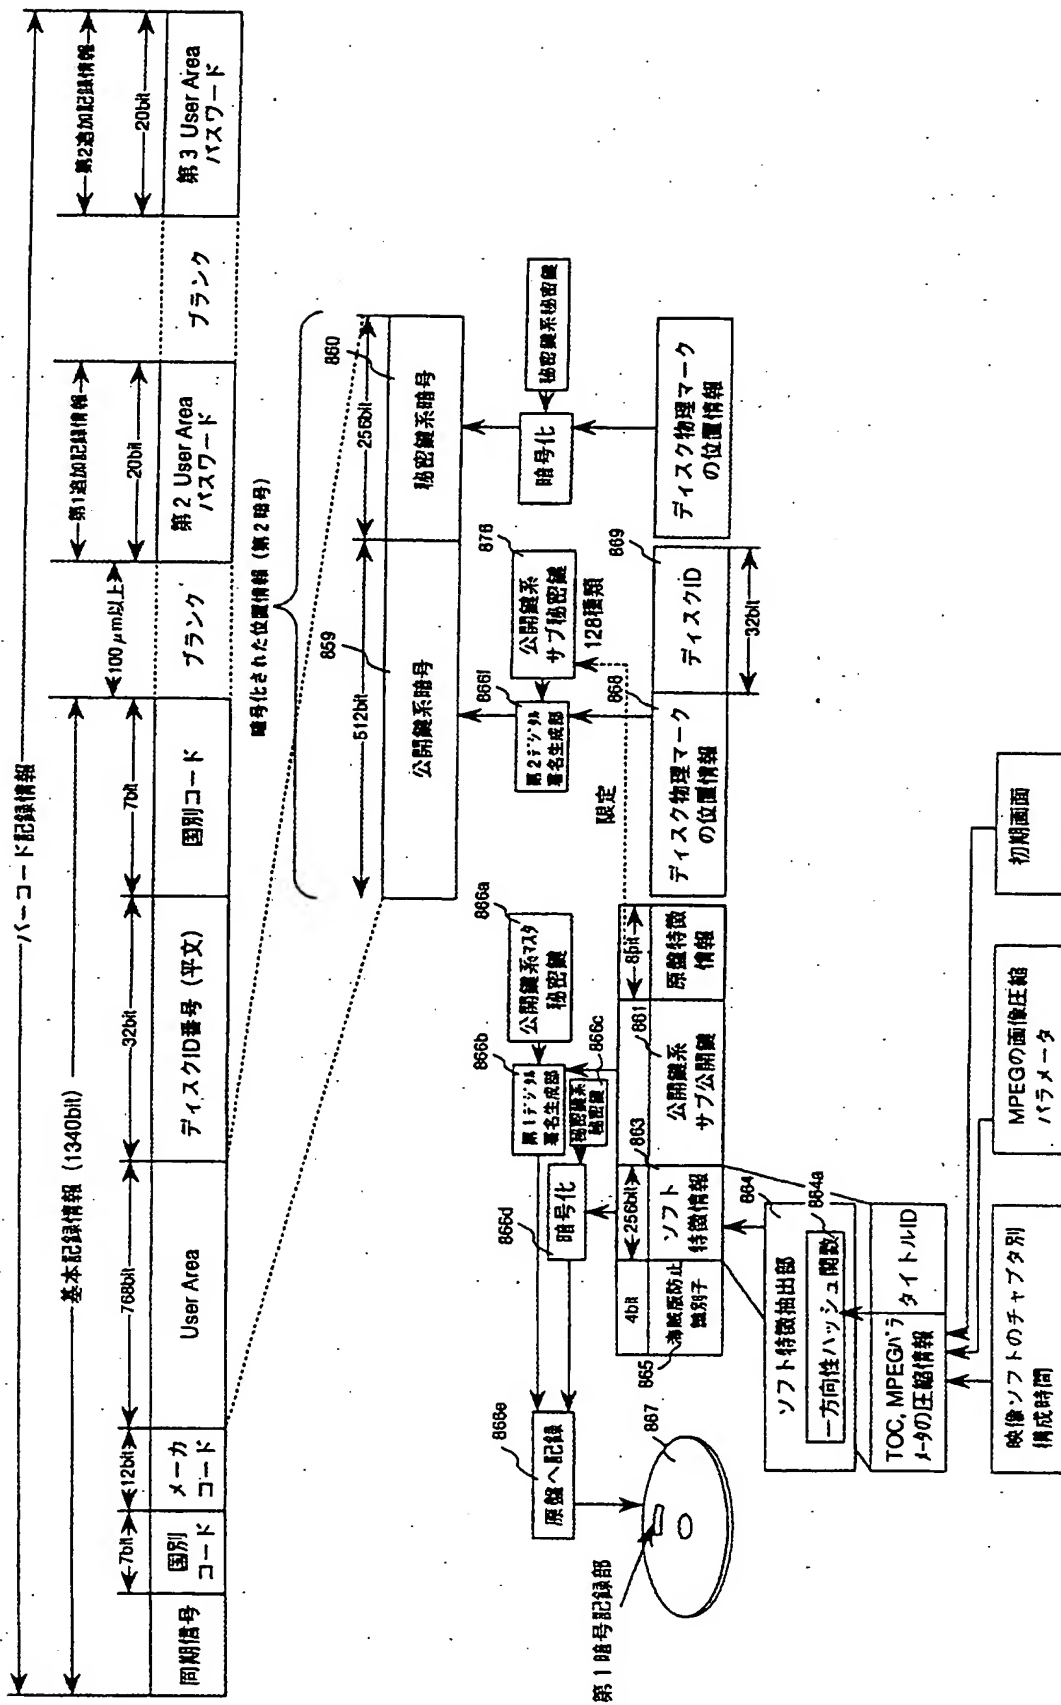 バーコード記録情報
基本記録情報 (1340bit)
第1追加記録情報
第2追加記録情報
7bit
12bit
768bit
32bit
7bit
100μm以上
20bit
20bit
同期信号
国別
コード
メーカ
コード
User Area
ディスクID番号 (平文)
国別コード
ブランク
第2 User Area
パスワード
ブランク
第3 User Area
パスワード
暗号化された位置情報 (第2暗号)
859
860
512bit
256bit
公開鍵系暗号
秘密鍵系暗号
866a
公開鍵系マスタ
秘密鍵
866b
第1デジタル
署名生成部
866c
秘密鍵系
秘密鍵
866d
暗号化
866e
原盤へ記録
866f
第2デジタル
署名生成部
876
公開鍵系
サブ秘密鍵
128種類
暗号化
秘密鍵系秘密鍵
限定
865
4bit
海賊版防止
識別子
256bit
863
ソフト
特徴情報
861
公開鍵系
サブ公開鍵
8bit
原盤特徴
情報
868
ディスク物理マーク
の位置情報
869
ディスクID
32bit
ディスク物理マーク
の位置情報
867
第1暗号記録部
864
ソフト特徴抽出部
864a
一方向性ハッシュ関数
TOC, MPEGパラ
メータの圧縮情報
タイトルID
映像ソフトのチャプタ別
構成時間
MPEGの画像圧縮
パラメータ
初期画面